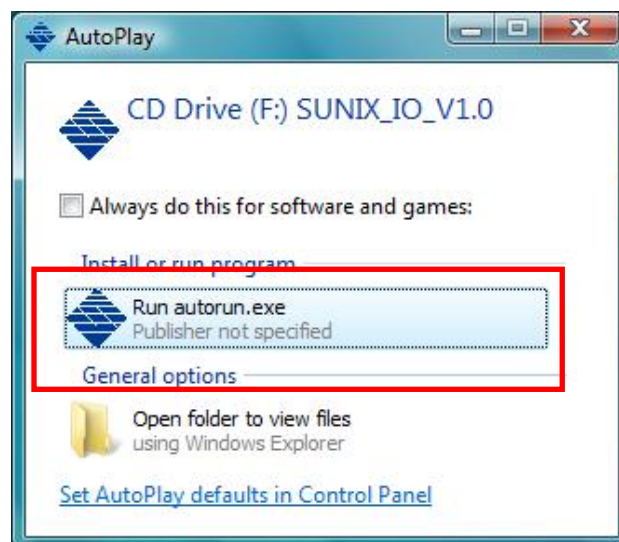 AutoPlay
CD Drive (F:) SUNIX_IO_V1.0
Always do this for software and games:
Install or run program
Run autorun.exe
Publisher not specified
General options
Open folder to view files
using Windows Explorer
Set AutoPlay defaults in Control Panel